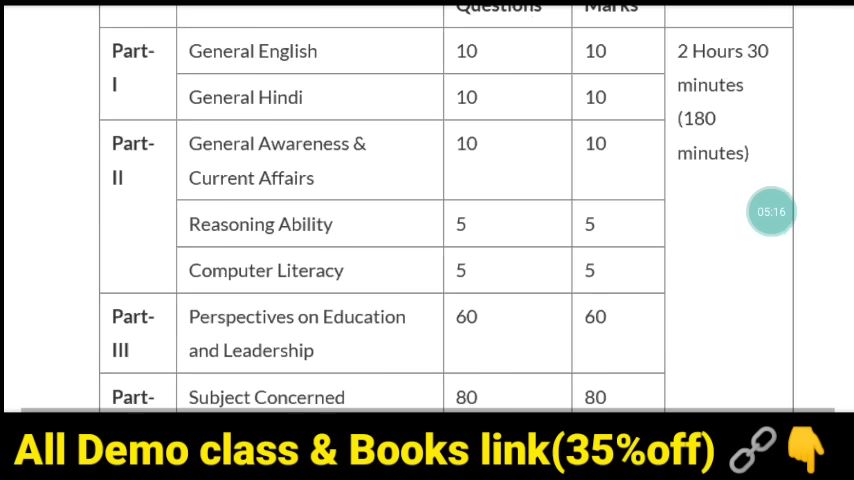 Questions Marks
Part- General English 10 10 2 Hours 30
I minutes
General Hindi 10 10
(180
Part- General Awareness & 10 10
minutes)
II Current Affairs
05:16
Reasoning Ability 5 5
Computer Literacy 5 5
Part- Perspectives on Education 60 60
III and Leadership
Part- Subject Concerned 80 80
All Demo class & Books link(35%off) 🔗👇